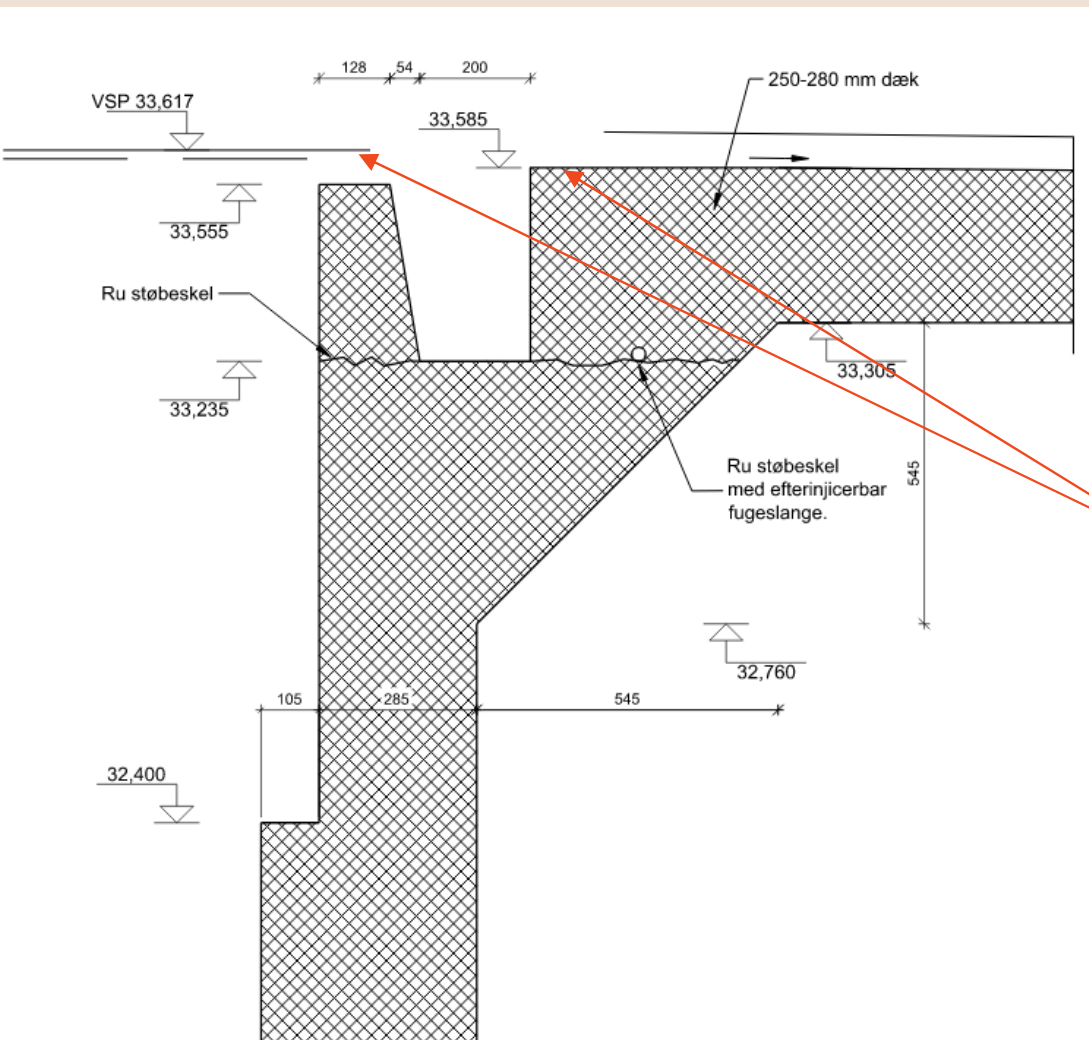 128 54 200
250-280 mm dæk
VSP 33,617
33,585
33,555
Ru støbeskel
33,305
33,235
Ru støbeskel
med efterinjicerbar
fugeslange.
545
32,760
105 285 545
32,400